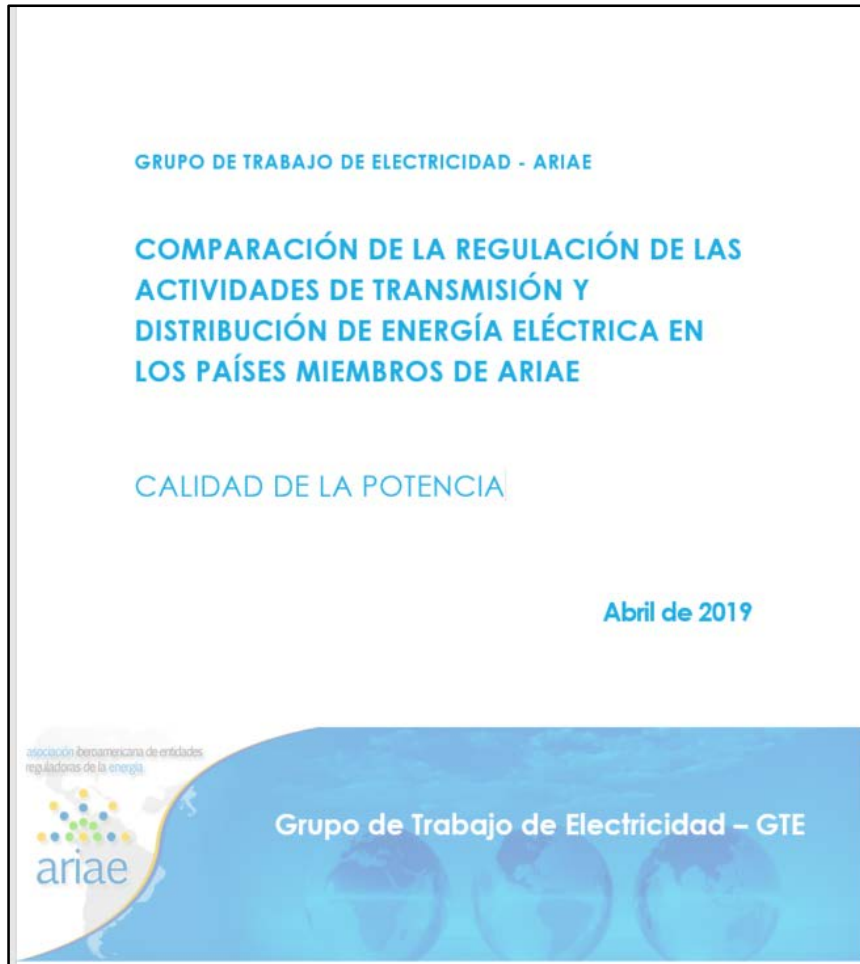 GRUPO DE TRABAJO DE ELECTRICIDAD - ARIAE
COMPARACIÓN DE LA REGULACIÓN DE LAS
ACTIVIDADES DE TRANSMISIÓN Y
DISTRIBUCIÓN DE ENERGÍA ELÉCTRICA EN
LOS PAÍSES MIEMBROS DE ARIAE
CALIDAD DE LA POTENCIA
Abril de 2019
asociación iberoamericana de entidades
reguladoras de la energía
ariae
Grupo de Trabajo de Electricidad – GTE